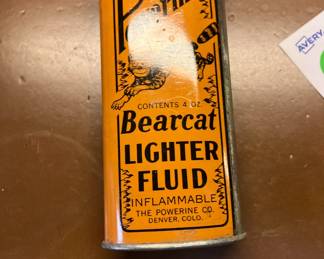 CONTENTS 4 OZ.
Bearcat
LIGHTER
FLUID
INFLAMMABLE
THE POWERINE CO.
DENVER, COLO.
AVERY